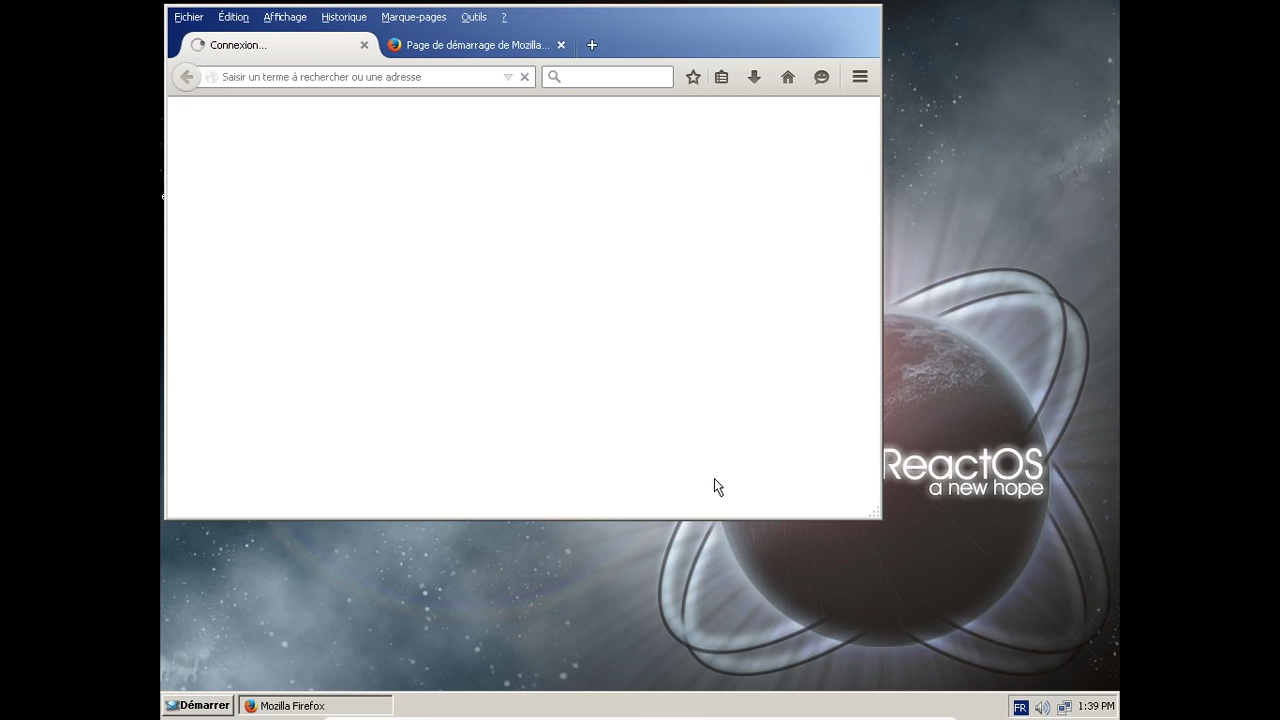 Fichier Édition Affichage Historique Marque-pages Outils ?
Connexion... Page de démarrage de Mozilla...
Saisir un terme à rechercher ou une adresse
ReactOS
a new hope
Démarrer Mozilla Firefox FR 1:39 PM